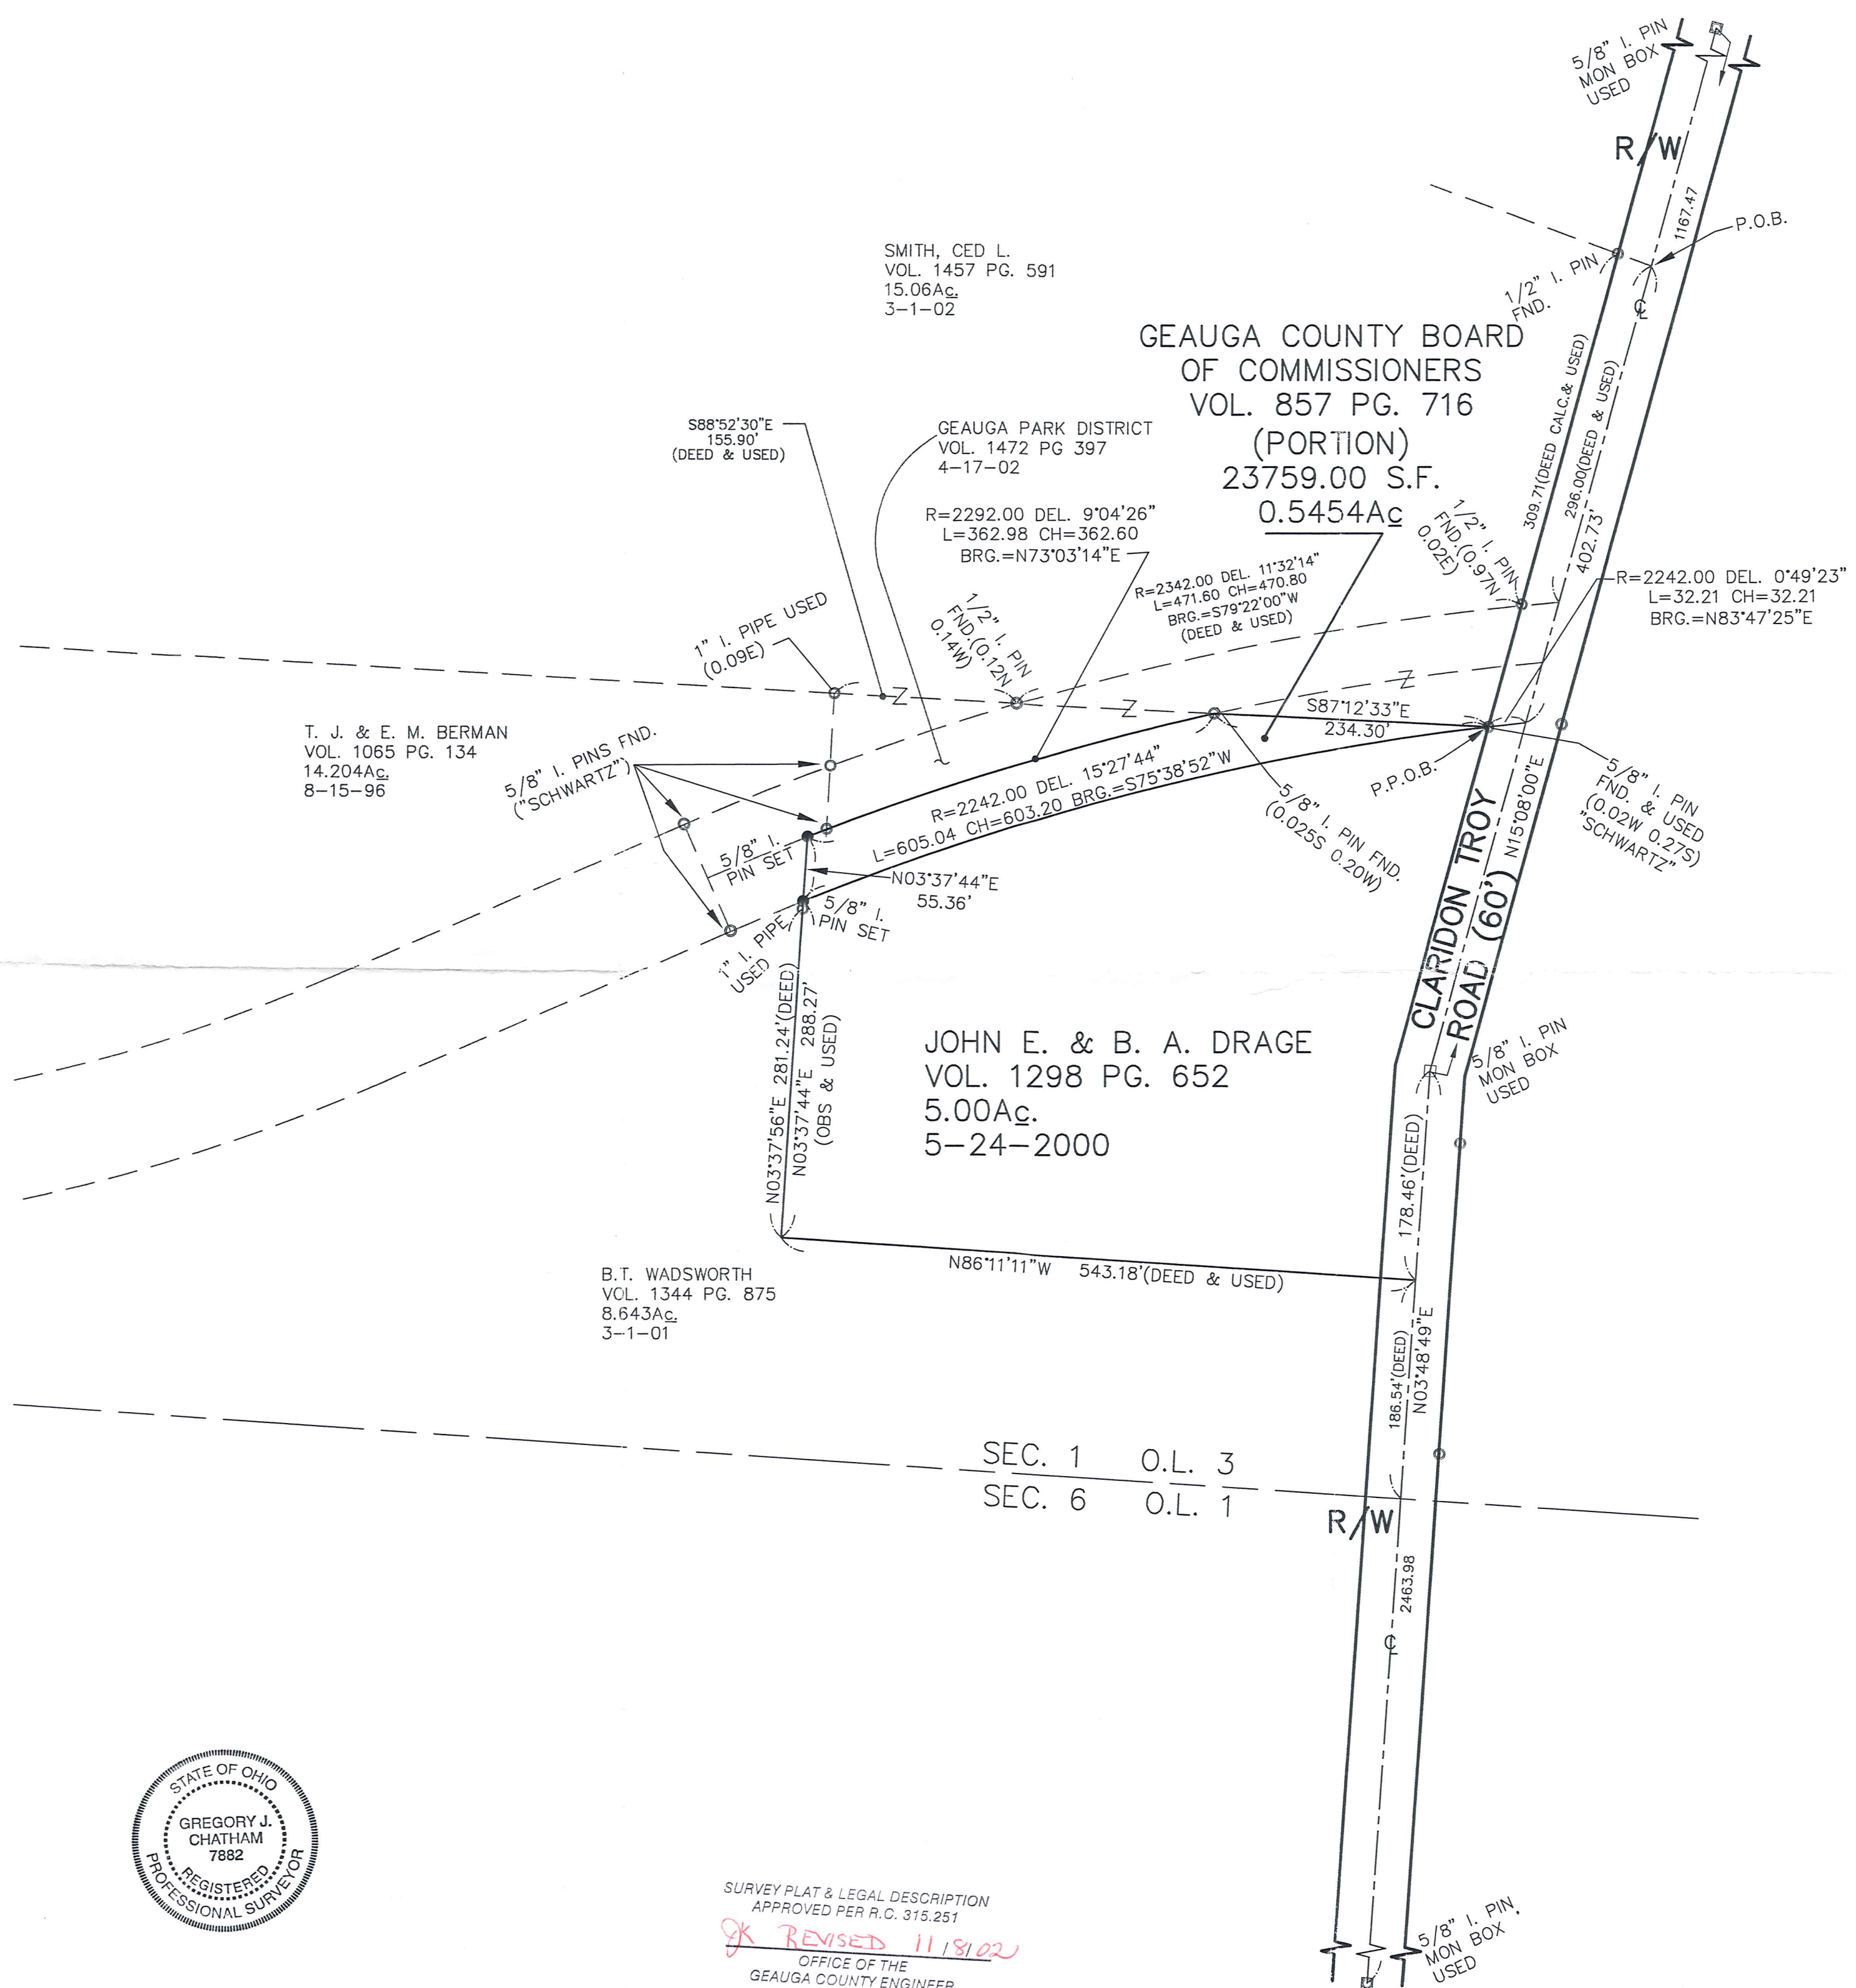 5/8" I. PIN
MON BOX
USED
R/W
1167.47
P.O.B.
1/2" I. PIN
FND.
℄
SMITH, CED L.
VOL. 1457 PG. 591
15.06Ac.
3-1-02
GEAUGA COUNTY BOARD
OF COMMISSIONERS
VOL. 857 PG. 716
(PORTION)
23759.00 S.F.
0.5454Ac
309.71(DEED CALC.& USED)
296.00(DEED & USED)
402.73'
S88°52'30"E
155.90'
(DEED & USED)
GEAUGA PARK DISTRICT
VOL. 1472 PG 397
4-17-02
R=2292.00 DEL. 9°04'26"
L=362.98 CH=362.60
BRG.=N73°03'14"E
R=2342.00 DEL. 11°32'14"
L=471.60 CH=470.80
BRG.=S79°22'00"W
(DEED & USED)
1/2" I. PIN
FND.(0.97N
0.02E)
R=2242.00 DEL. 0°49'23"
L=32.21 CH=32.21
BRG.=N83°47'25"E
1" I. PIPE USED
(0.09E)
1/2" I. PIN
FND.(0.12N
0.14W)
Z
Z
Z
S87°12'33"E
234.30'
T. J. & E. M. BERMAN
VOL. 1065 PG. 134
14.204Ac.
8-15-96
5/8" I. PINS FND.
("SCHWARTZ")
R=2242.00 DEL. 15°27'44"
L=605.04 CH=603.20 BRG.=S75°38'52"W
P.P.O.B.
5/8" I. PIN FND.
(0.025S 0.20W)
5/8" I. PIN
FND. & USED
(0.02W 0.27S)
"SCHWARTZ"
5/8" I.
PIN SET
N03°37'44"E
55.36'
5/8" I.
PIN SET
1" I. PIPE
USED
CLARIDON TROY
ROAD (60')
N15°08'00"E
N03°37'56"E 281.24'(DEED)
N03°37'44"E 288.27'
(OBS & USED)
JOHN E. & B. A. DRAGE
VOL. 1298 PG. 652
5.00Ac.
5-24-2000
5/8" I. PIN
MON BOX
USED
178.46'(DEED)
N86°11'11"W 543.18'(DEED & USED)
B.T. WADSWORTH
VOL. 1344 PG. 875
8.643Ac.
3-1-01
186.54'(DEED)
N03°48'49"E
SEC. 1 O.L. 3
SEC. 6 O.L. 1
R/W
2463.98
℄
STATE OF OHIO
GREGORY J.
CHATHAM
7882
REGISTERED
PROFESSIONAL SURVEYOR
SURVEY PLAT & LEGAL DESCRIPTION
APPROVED PER R.C. 315.251
JK REVISED 11/8/02
OFFICE OF THE
GEAUGA COUNTY ENGINEER
5/8" I. PIN,
MON BOX
USED